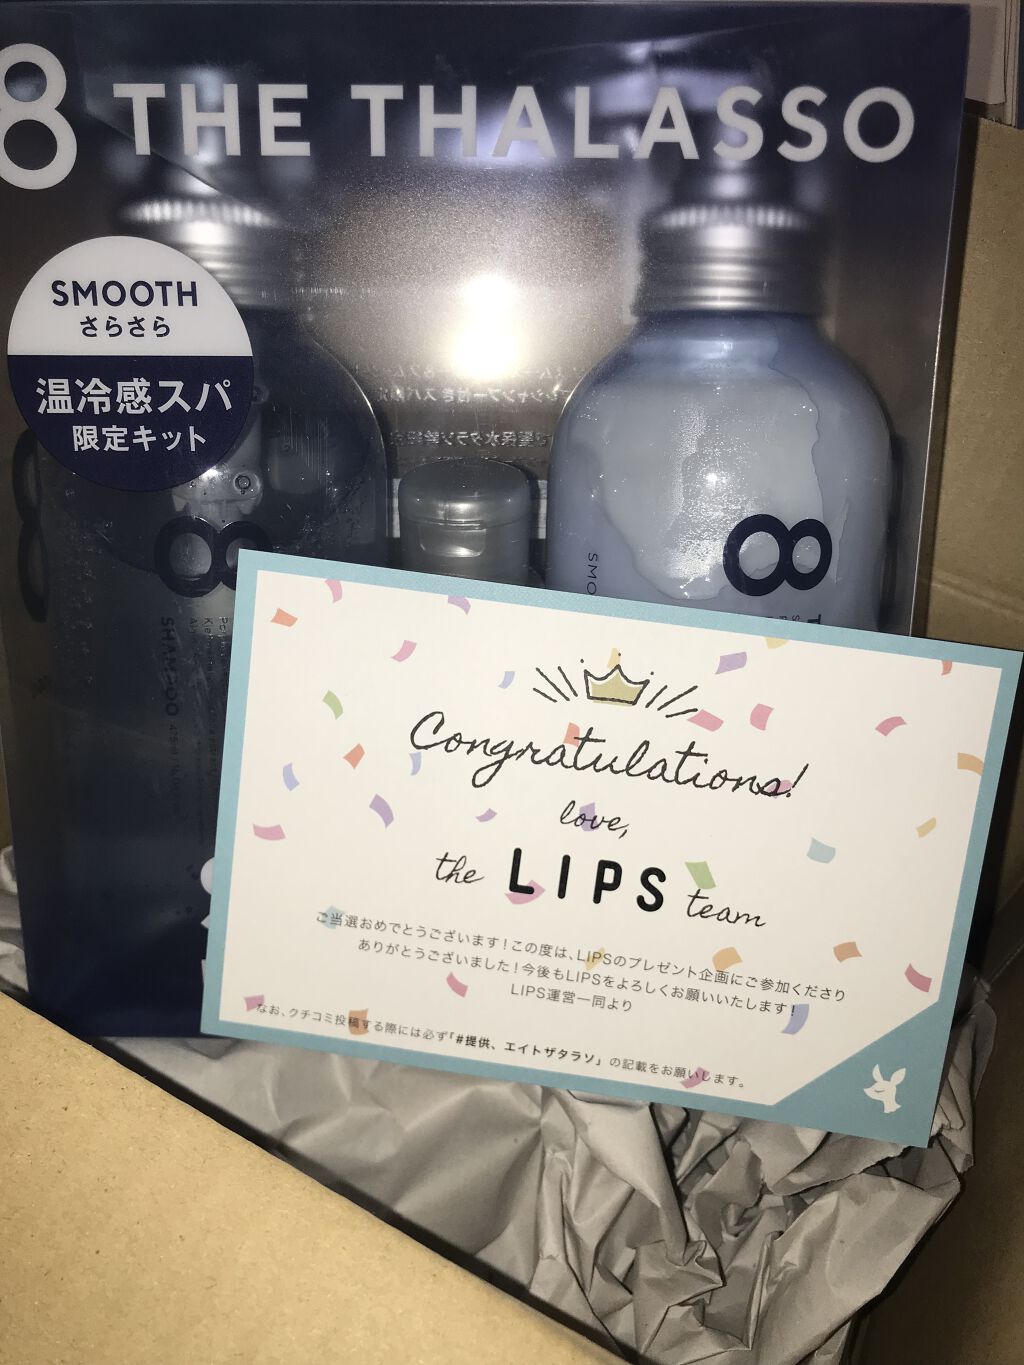 8 THE THALASSO
SMOOTH
さらさら
温冷感スパ
限定キット
8
8
SMO
SHAMPOO
Congratulations!
love,
the LIPS team
ご当選おめでとうございます！この度は、LIPSのプレゼント企画にご参加くださり
ありがとうございました！今後もLIPSをよろしくお願いいたします！
LIPS運営一同より
なお、クチコミ投稿する際には必ず「#提供、エイトザタラソ」の記載をお願いします。